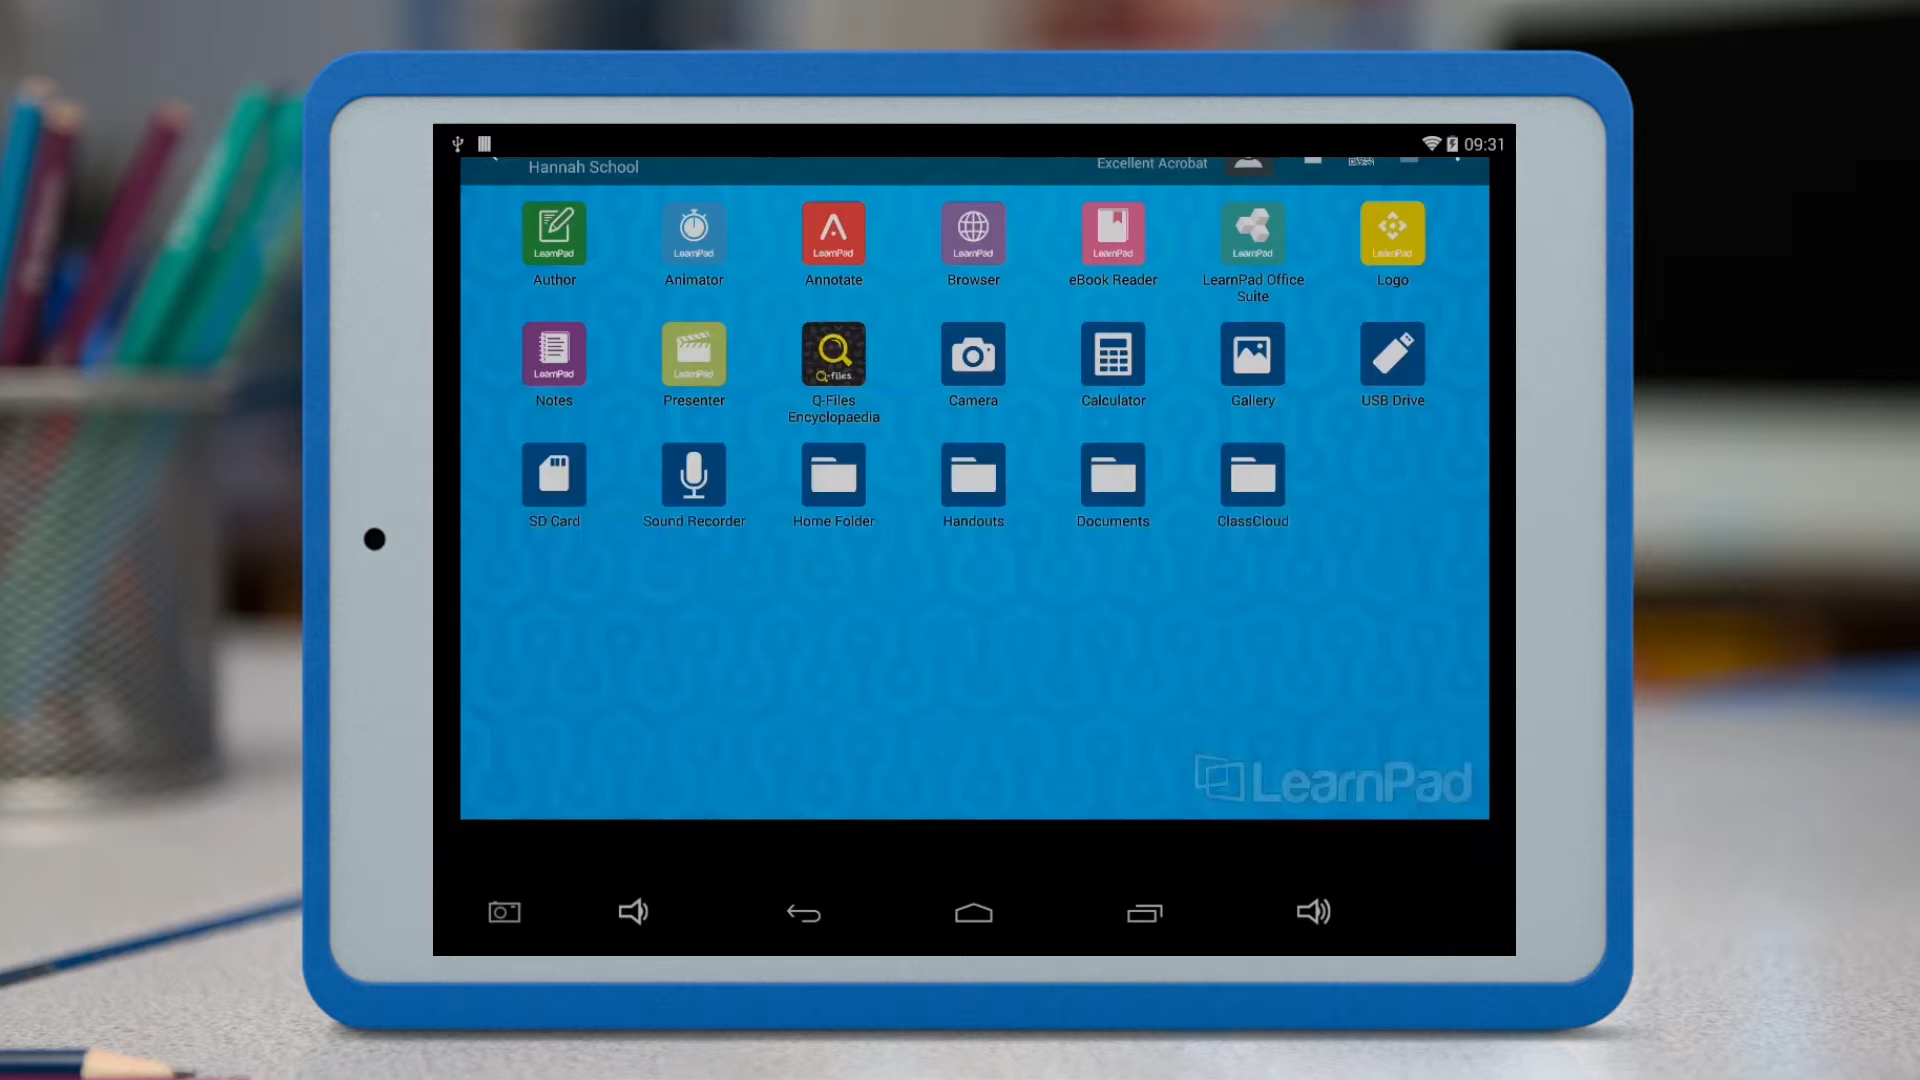 09:31
Hannah School
Excellent Acrobat
LearnPad
LearnPad
LearnPad
LearnPad
LearnPad
LearnPad
LearnPad
Author
Animator
Annotate
Browser
eBook Reader
LearnPad Office
Suite
Logo
LearnPad
LearnPad
Q-files
Notes
Presenter
Q-Files
Encyclopaedia
Camera
Calculator
Gallery
USB Drive
SD Card
Sound Recorder
Home Folder
Handouts
Documents
ClassCloud
LearnPad